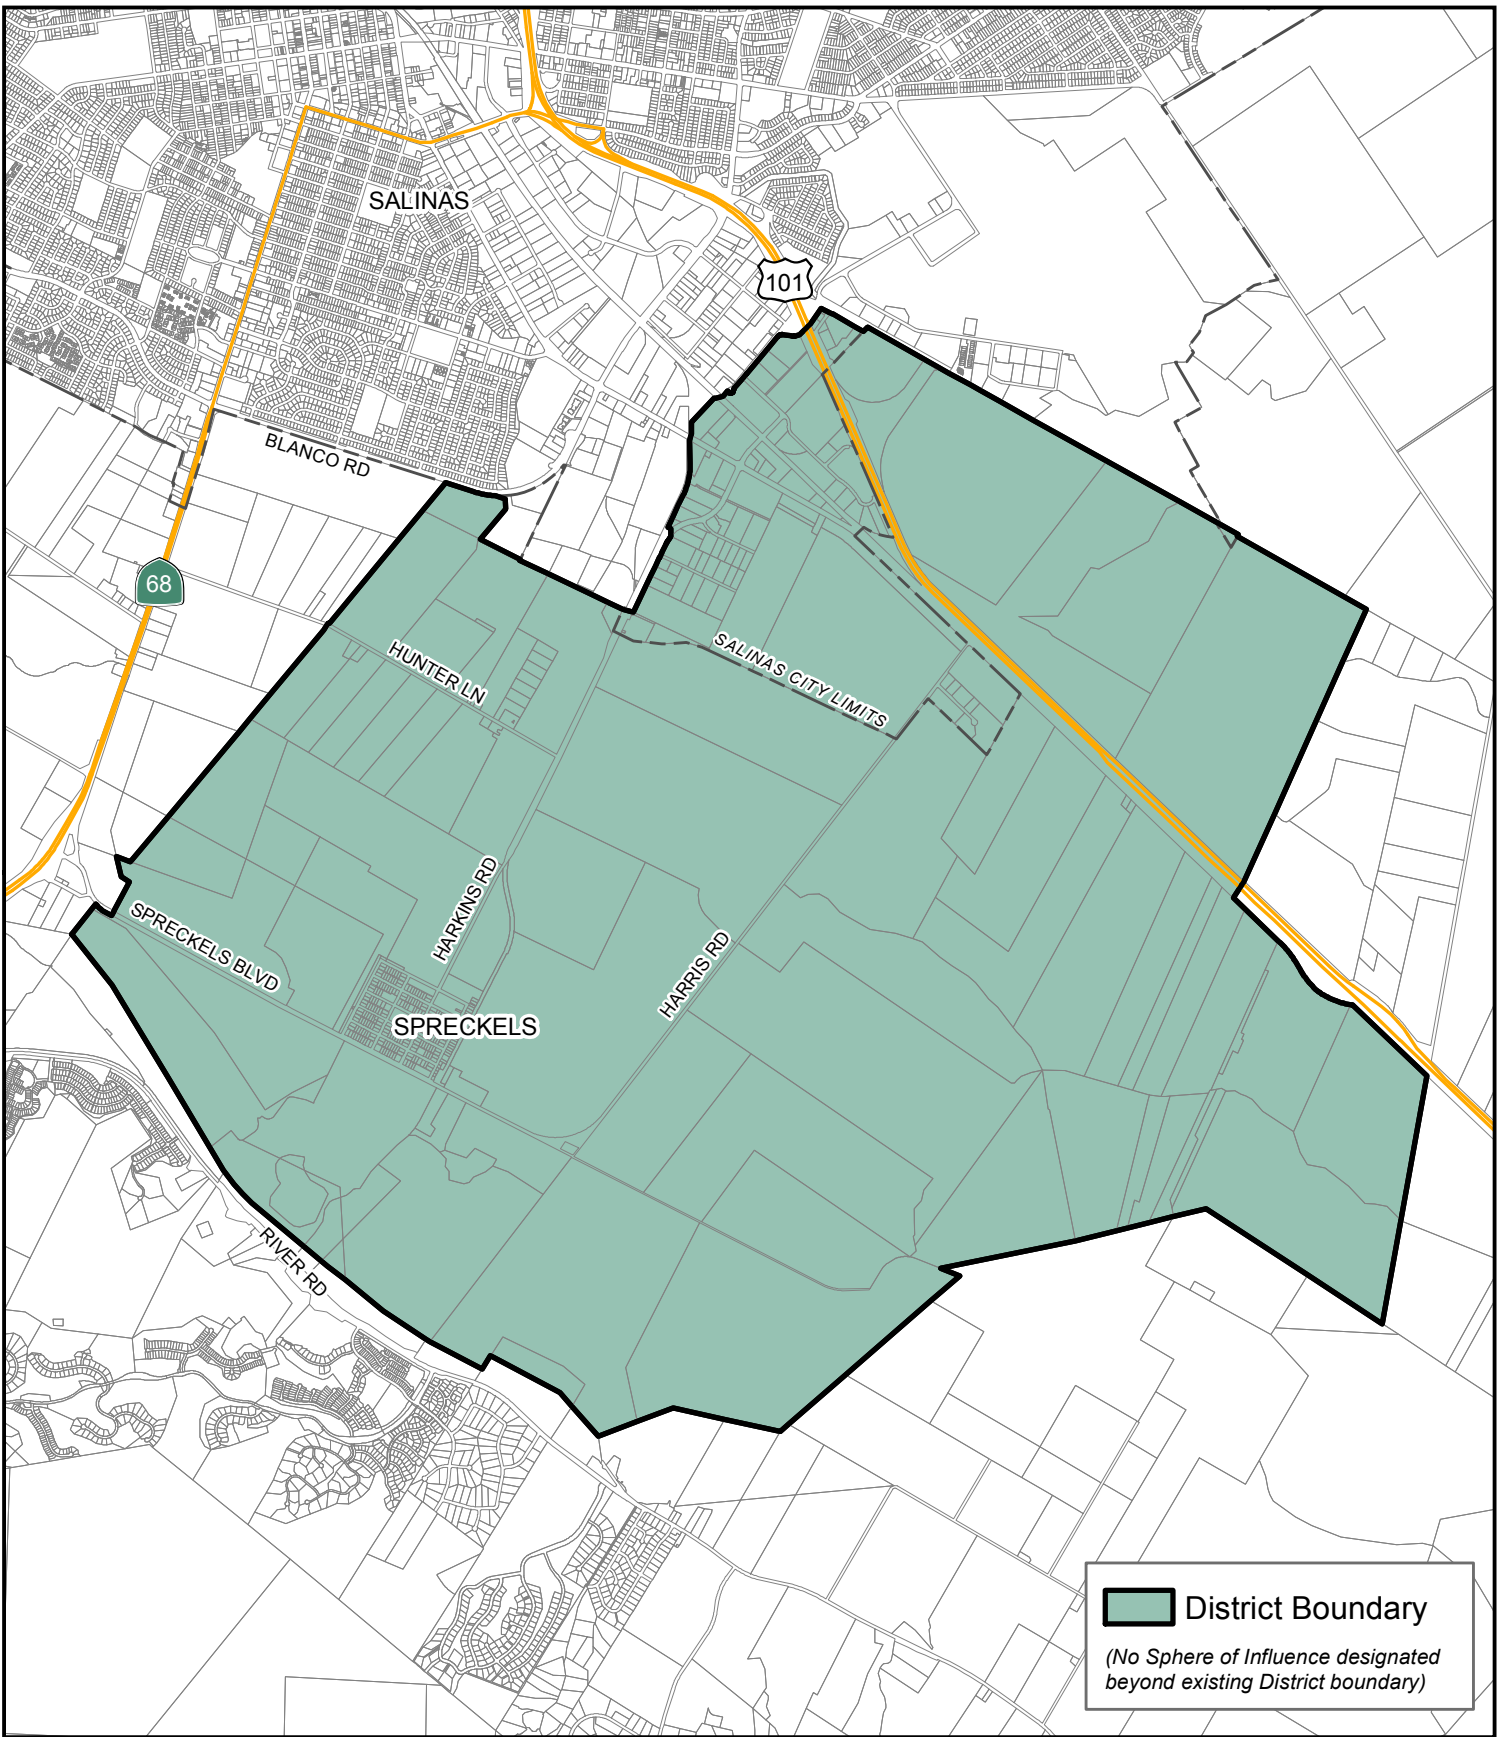 SALINAS
101
BLANCO RD
68
HUNTER LN
SALINAS CITY LIMITS
HARKINS RD
SPRECKELS BLVD
HARRIS RD
SPRECKELS
RIVER RD
District Boundary
(No Sphere of Influence designated
beyond existing District boundary)